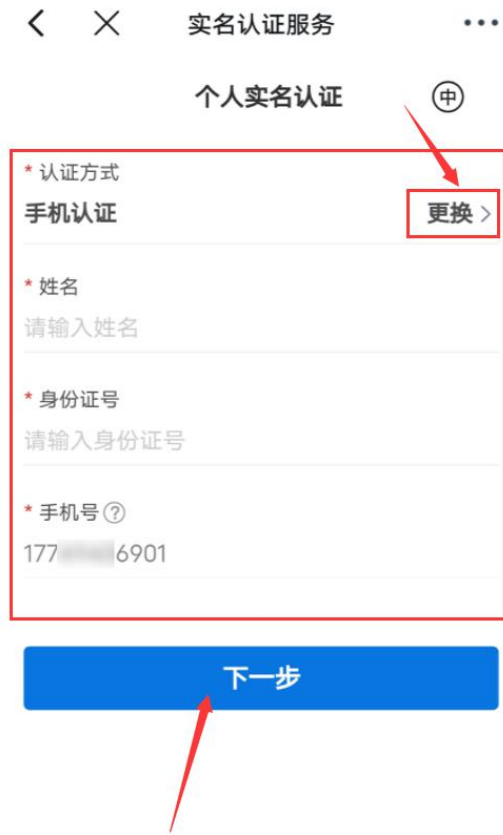 实名认证服务
个人实名认证 中
* 认证方式
手机认证 更换 >
* 姓名
请输入姓名
* 身份证号
请输入身份证号
* 手机号 ?
177 6901
下一步